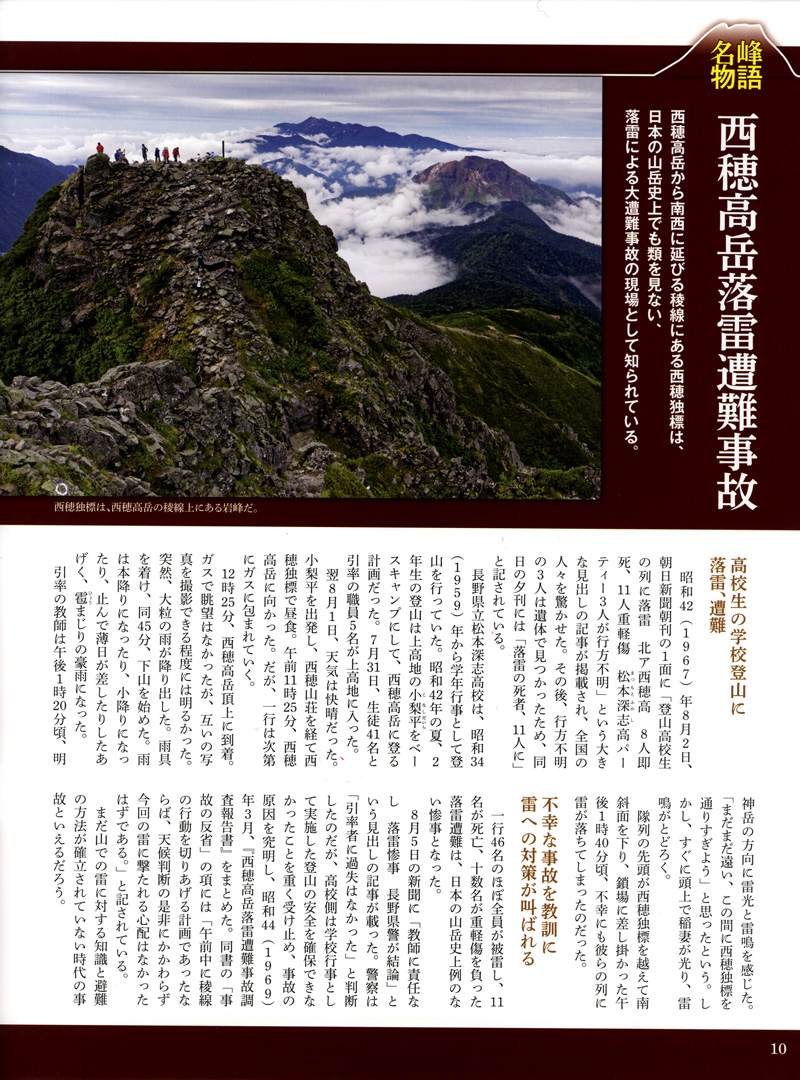 名峰
物語
西穂高岳落雷遭難事故
西穂高岳から南西に延びる稜線にある西穂独標は、
日本の山岳史上でも類を見ない、
落雷による大遭難事故の現場として知られている。
西穂独標は、西穂高岳の稜線上にある岩峰だ。
高校生の学校登山に
落雷、遭難
昭和42（1967）年8月2日、
朝日新聞朝刊の1面に「登山高校生
の列に落雷　北ア西穂高　8人即
死、11人重軽傷　松本深志高パー
ティー3人が行方不明」という大き
な見出しの記事が掲載され、全国の
人々を驚かせた。その後、行方不明
の3人は遺体で見つかったため、同
日の夕刊には「落雷の死者、11人に」
と記されている。
長野県立松本深志高校は、昭和34
（1959）年から学年行事として登
山を行っていた。昭和42年の夏、2
年生の登山は上高地の小梨平をベー
スキャンプにして、西穂高岳に登る
計画だった。7月31日、生徒41名と
引率の職員5名が上高地に入った。
翌8月1日、天気は快晴だった。
小梨平を出発し、西穂山荘を経て西
穂独標で昼食。午前11時25分、西穂
高岳に向かった。だが、一行は次第
にガスに包まれていく。
12時25分、西穂高岳頂上に到着。
ガスで眺望はなかったが、互いの写
真を撮影できる程度には明るかった。
突然、大粒の雨が降り出した。雨具
を着け、同45分、下山を始めた。雨
は本降りになったり、小降りになっ
たり、止んで薄日が差したりしたあ
げく、雹まじりの豪雨になった。
引率の教師は午後1時20分頃、明
神岳の方向に雷光と雷鳴を感じた。
「まだまだ遠い、この間に西穂独標を
通りすぎよう」と思ったという。し
かし、すぐに頭上で稲妻が光り、雷
鳴がとどろく。
隊列の先頭が西穂独標を越えて南
斜面を下り、鎖場に差し掛かった午
後1時40分頃、不幸にも彼らの列に
雷が落ちてしまったのだった。
不幸な事故を教訓に
雷への対策が叫ばれる
一行46名のほぼ全員が被雷し、11
名が死亡、十数名が重軽傷を負った
落雷遭難は、日本の山岳史上例のな
い惨事となった。
8月5日の新聞に「教師に責任な
し　落雷惨事　長野県警が結論」と
いう見出しの記事が載った。警察は
「引率者に過失はなかった」と判断
したのだが、高校側は学校行事とし
て実施した登山の安全を確保できな
かったことを重く受け止め、事故の
原因を究明し、昭和44（1969）
年3月、『西穂高岳落雷遭難事故調
査報告書』をまとめた。同書の「事
故の反省」の項には「午前中に稜線
の行動を切りあげる計画であったな
らば、天候判断の是非にかかわらず
今回の雷に撃たれる心配はなかった
はずである。」と記されている。
まだ山での雷に対する知識と避難
の方法が確立されていない時代の事
故といえるだろう。
10